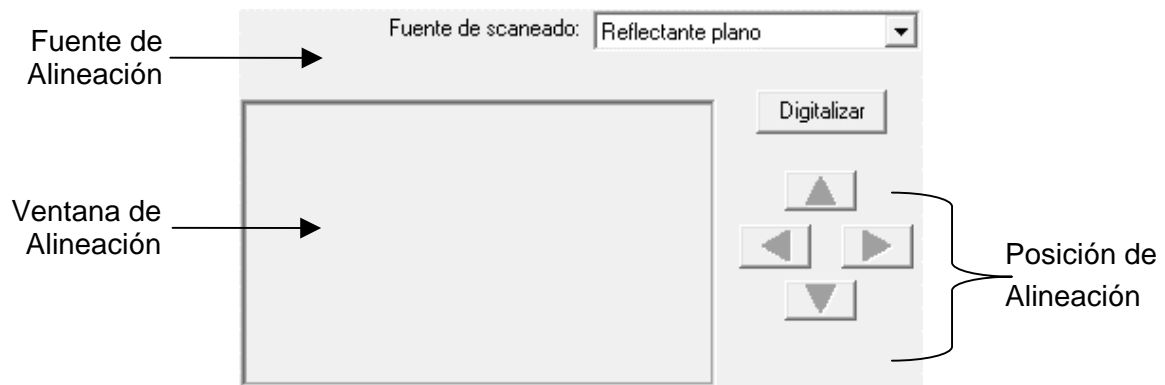 Fuente de scaneado: Reflectante plano
Fuente de
Alineación
Digitalizar
Ventana de
Alineación
Posición de
Alineación